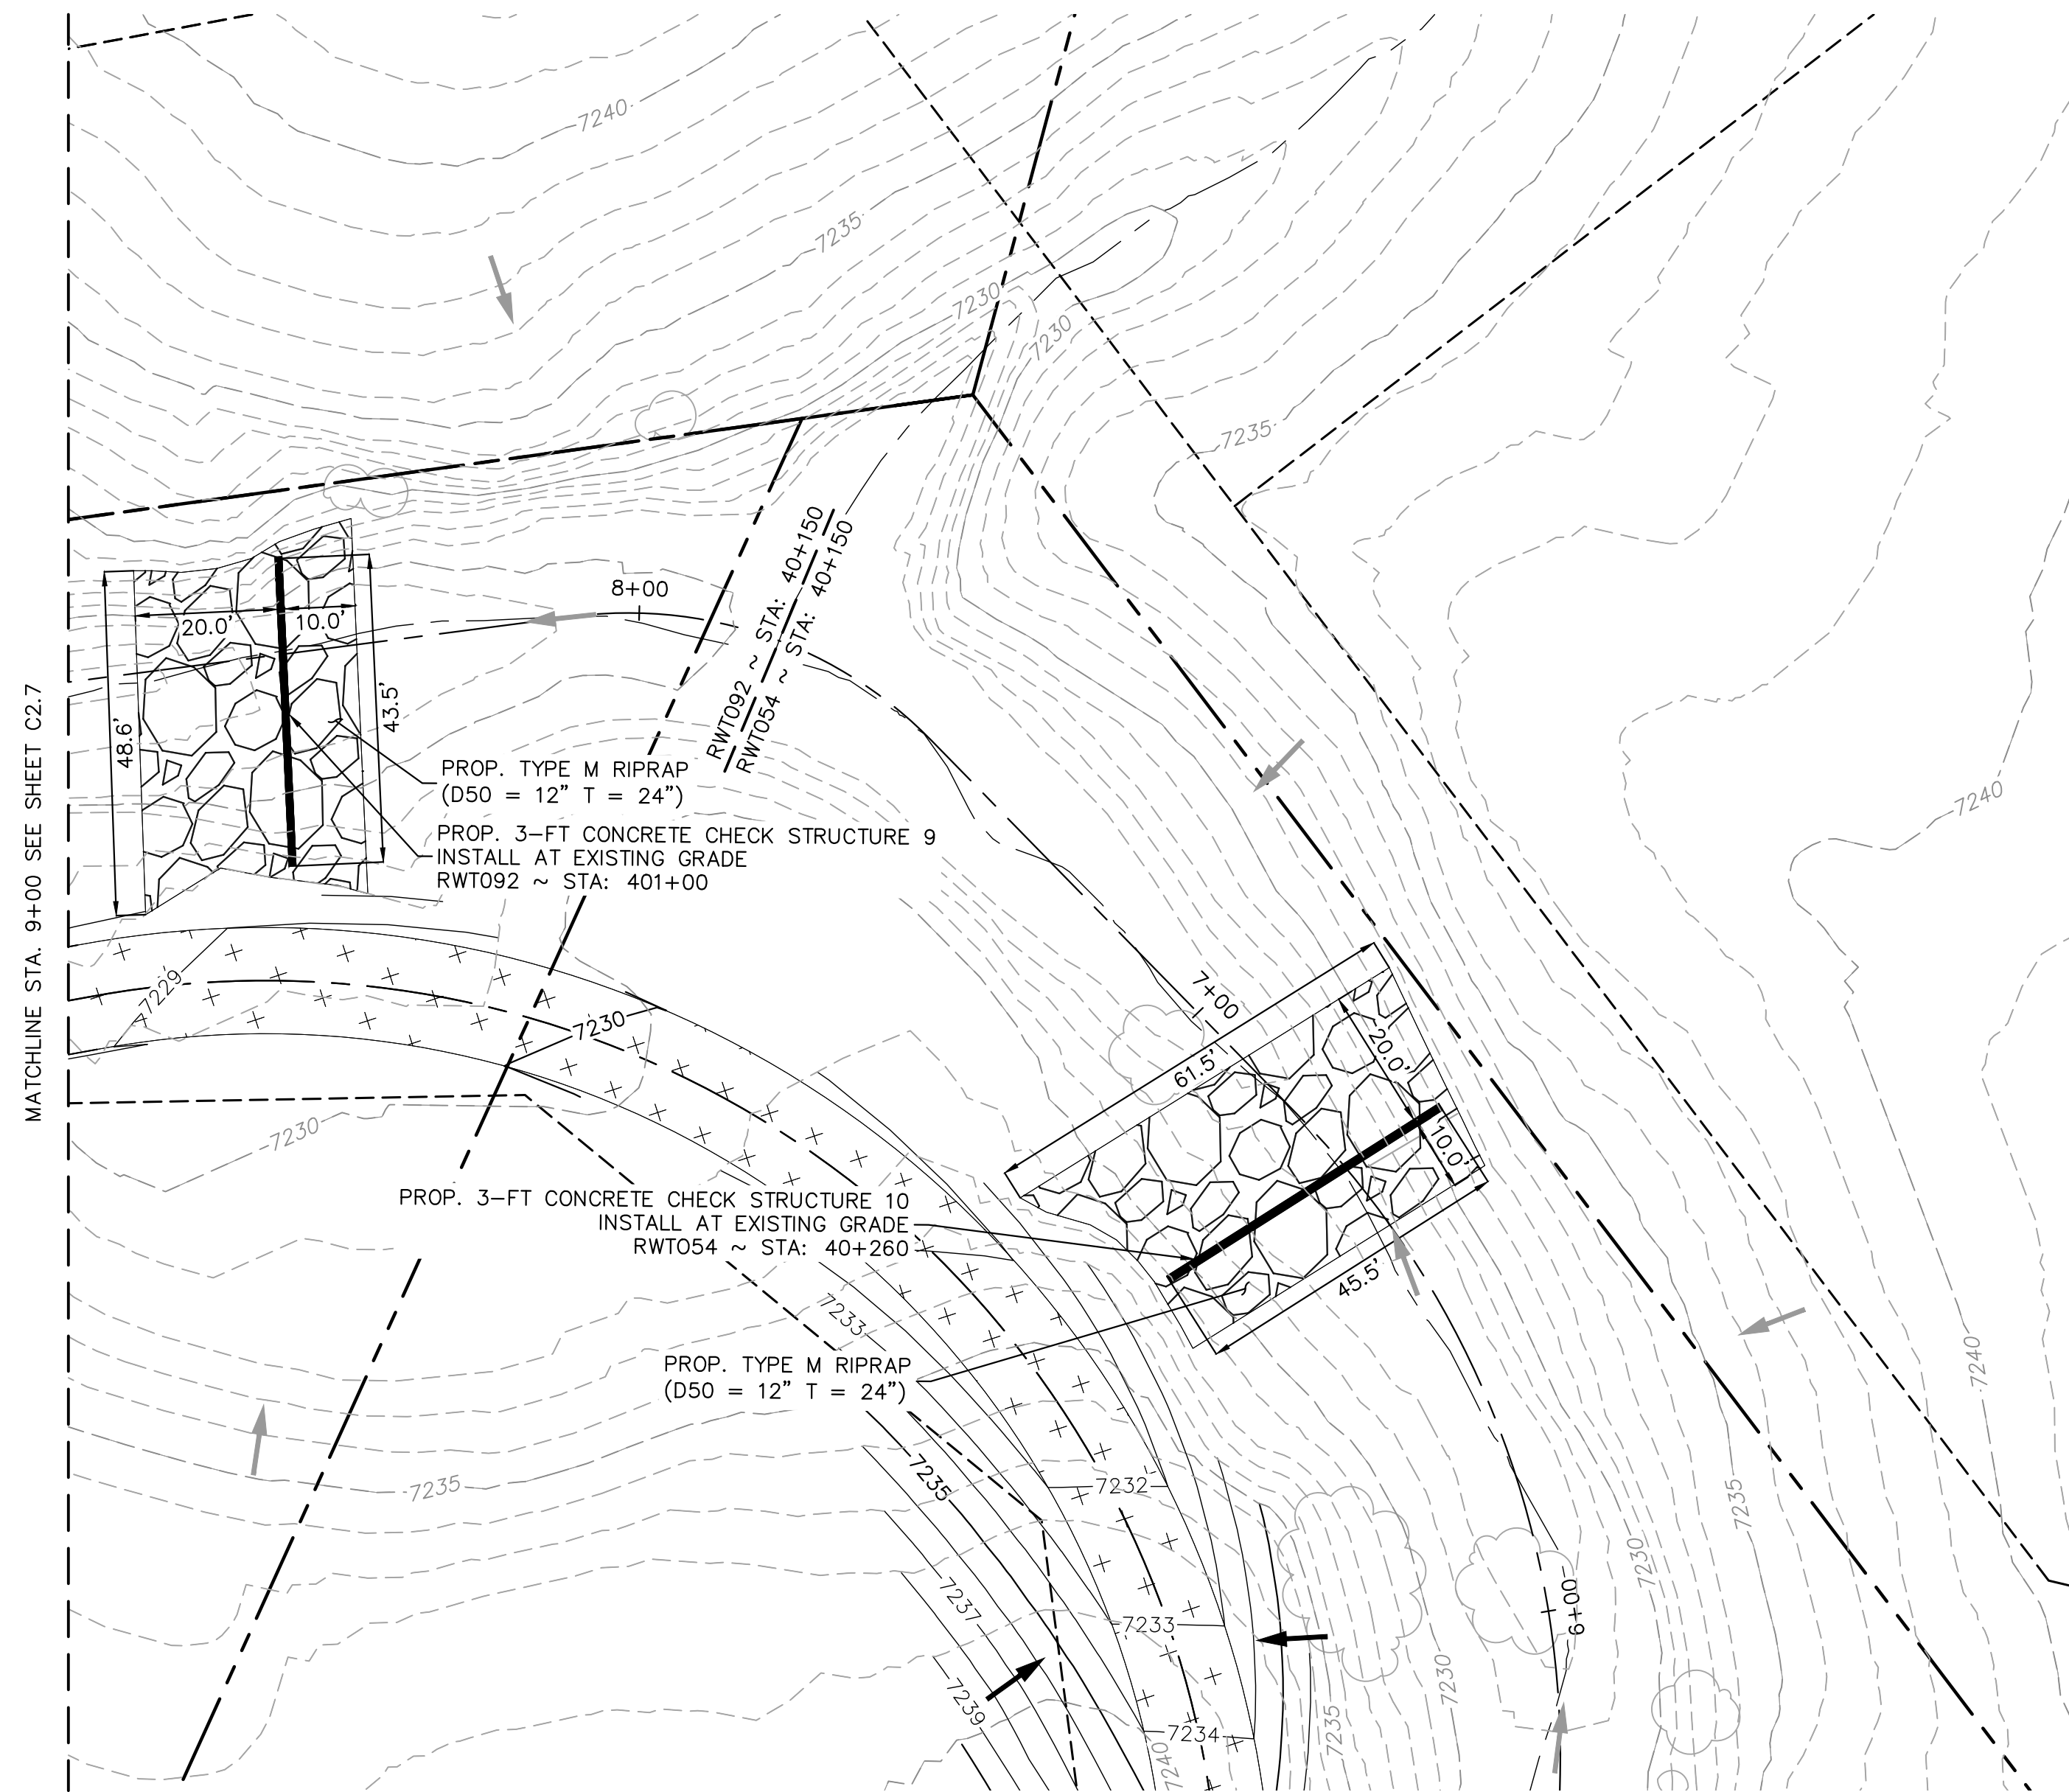 7240
7235
7230
7230
7235
7240
8+00
RWT092 ~ STA: 40+150
RWT054 ~ STA: 40+150
20.0'
10.0'
48.6'
43.5'
MATCHLINE STA. 9+00 SEE SHEET C2.7
PROP. TYPE M RIPRAP
(D50 = 12" T = 24")
PROP. 3-FT CONCRETE CHECK STRUCTURE 9
INSTALL AT EXISTING GRADE
RWT092 ~ STA: 401+00
7229
7230
7230
7+00
61.5'
20.0'
10.0'
45.5'
PROP. 3-FT CONCRETE CHECK STRUCTURE 10
INSTALL AT EXISTING GRADE
RWT054 ~ STA: 40+260
7233
PROP. TYPE M RIPRAP
(D50 = 12" T = 24")
7240
7235
7235
7232
7235
7230
6+00
7237
7233
7230
7239
7234
7235
7240